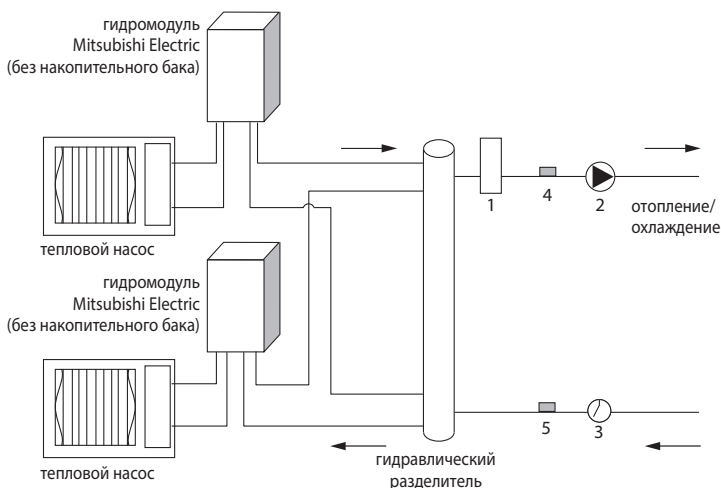 гидромодуль
Mitsubishi Electric
(без накопительного бака)
тепловой насос
1
4
2
отопление/
охлаждение
гидромодуль
Mitsubishi Electric
(без накопительного бака)
тепловой насос
5
3
гидравлический
разделитель